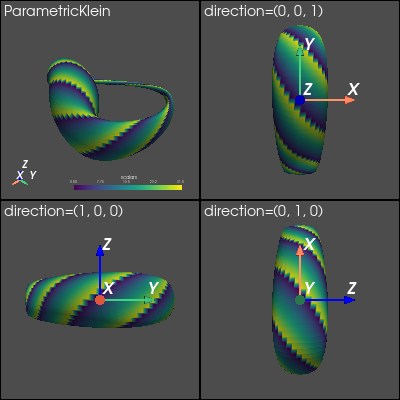 ParametricKlein
Z
X Y
scalars
direction=(0, 0, 1)
Y
X
Z
direction=(1, 0, 0)
Z
X
Y
direction=(0, 1, 0)
X
Y
Z